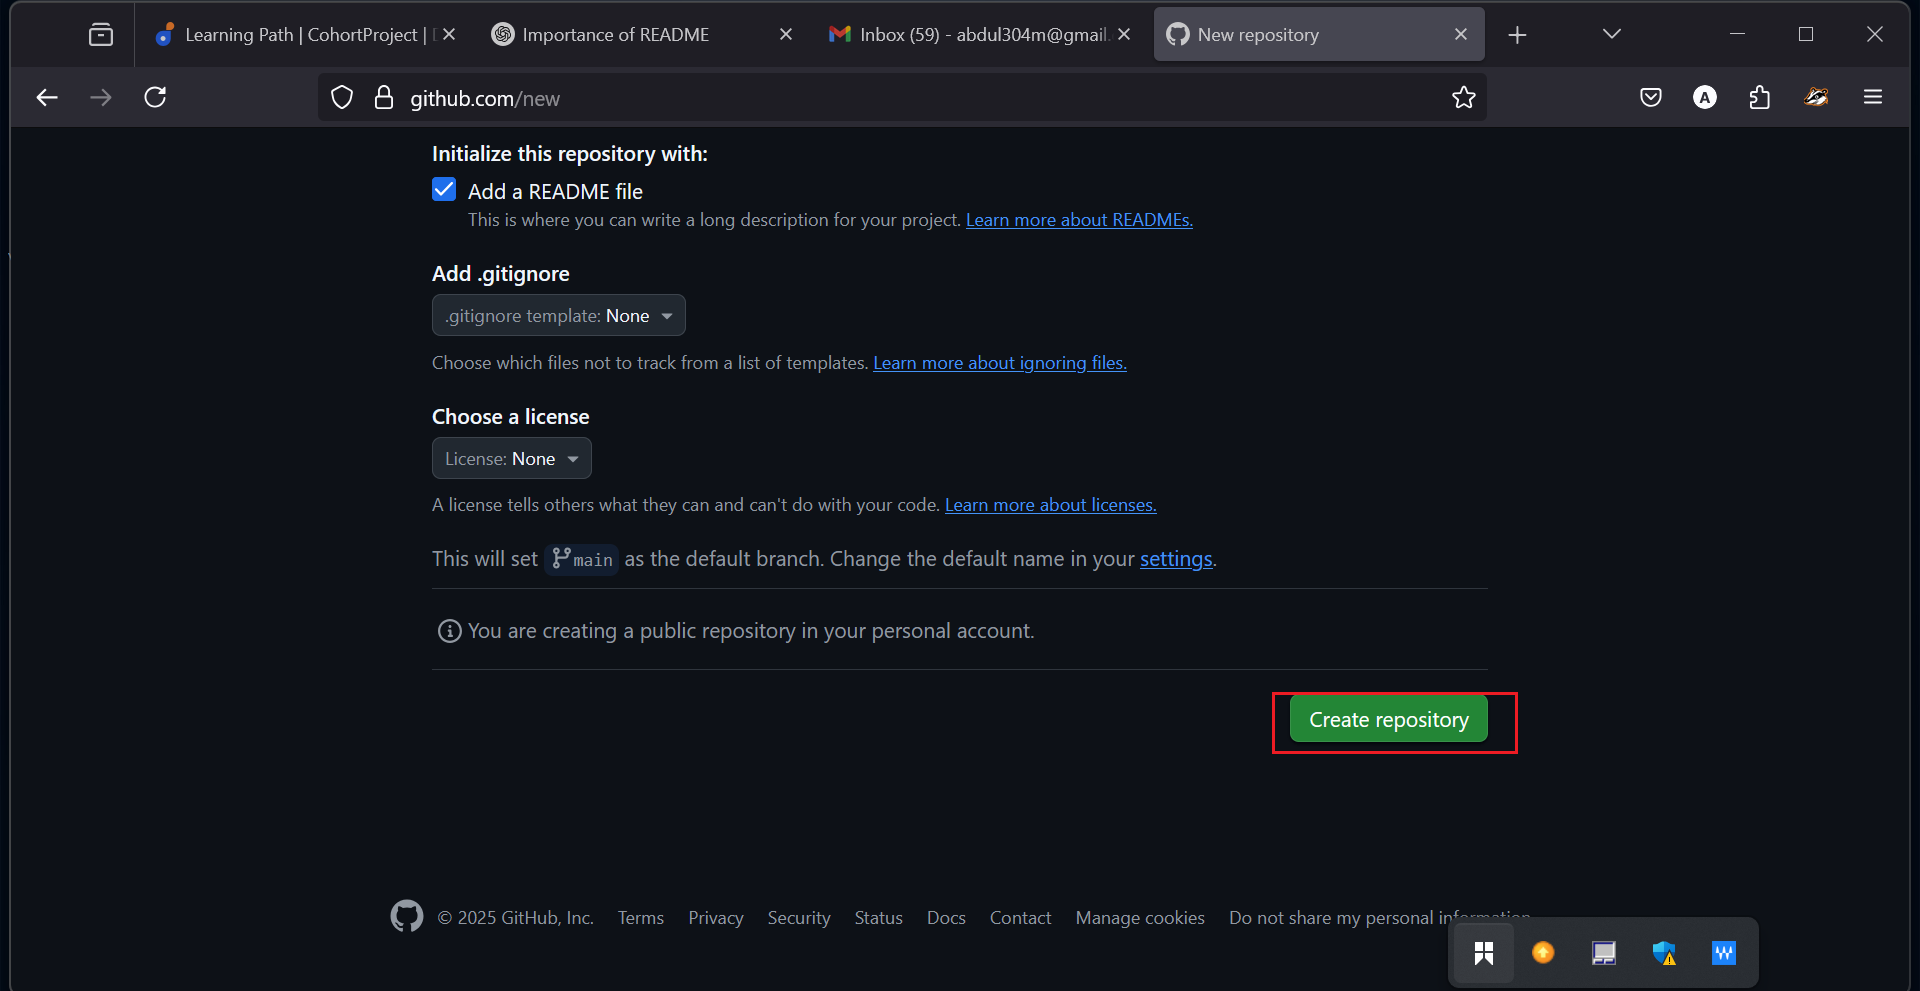 Learning Path | CohortProject |
Importance of README
Inbox (59) - abdul304m@gmail.
New repository
github.com/new
A
Initialize this repository with:
Add a README file
This is where you can write a long description for your project. Learn more about READMEs.
Add .gitignore
.gitignore template: None
Choose which files not to track from a list of templates. Learn more about ignoring files.
Choose a license
License: None
A license tells others what they can and can't do with your code. Learn more about licenses.
This will set main as the default branch. Change the default name in your settings.
You are creating a public repository in your personal account.
Create repository
© 2025 GitHub, Inc. Terms Privacy Security Status Docs Contact Manage cookies Do not share my personal information
W